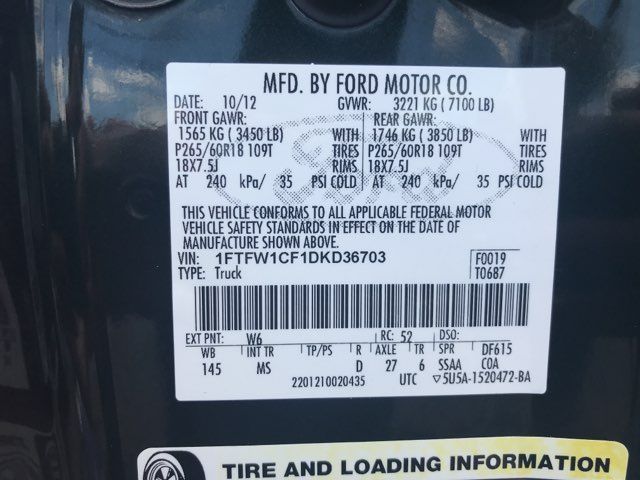 MFD. BY FORD MOTOR CO.
DATE: 10/12 GVWR: 3221 KG ( 7100 LB)
FRONT GAWR: REAR GAWR:
1565 KG ( 3450 LB) WITH 1746 KG ( 3850 LB) WITH
P265/60R18 109T TIRES P265/60R18 109T TIRES
18X7.5J RIMS 18X7.5J RIMS
AT 240 kPa/ 35 PSI COLD AT 240 kPa/ 35 PSI COLD
THIS VEHICLE CONFORMS TO ALL APPLICABLE FEDERAL MOTOR
VEHICLE SAFETY STANDARDS IN EFFECT ON THE DATE OF
MANUFACTURE SHOWN ABOVE.
VIN: 1FTFW1CF1DKD36703 F0019
TYPE: Truck T0687
EXT PNT: W6 RC: 52 DSO:
WB INT TR TP/PS R AXLE TR SPR DF615
145 MS D 27 6 SSAA COA
2201210020435 UTC ▽5U5A-1520472-BA
Ford
TIRE AND LOADING INFORMATION